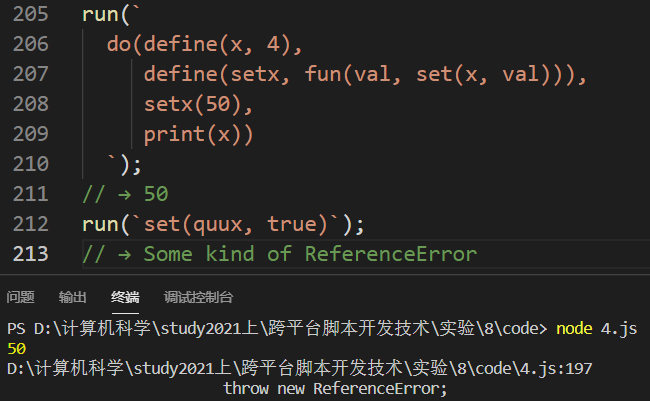 205 run(`
206 do(define(x, 4),
207 define(setx, fun(val, set(x, val))),
208 setx(50),
209 print(x))
210 `);
211 // → 50
212 run(`set(quux, true)`);
213 // → Some kind of ReferenceError
问题 输出 终端 调试控制台
PS D:\计算机科学\study2021上\跨平台脚本开发技术\实验\8\code> node 4.js
50
D:\计算机科学\study2021上\跨平台脚本开发技术\实验\8\code\4.js:197
throw new ReferenceError;